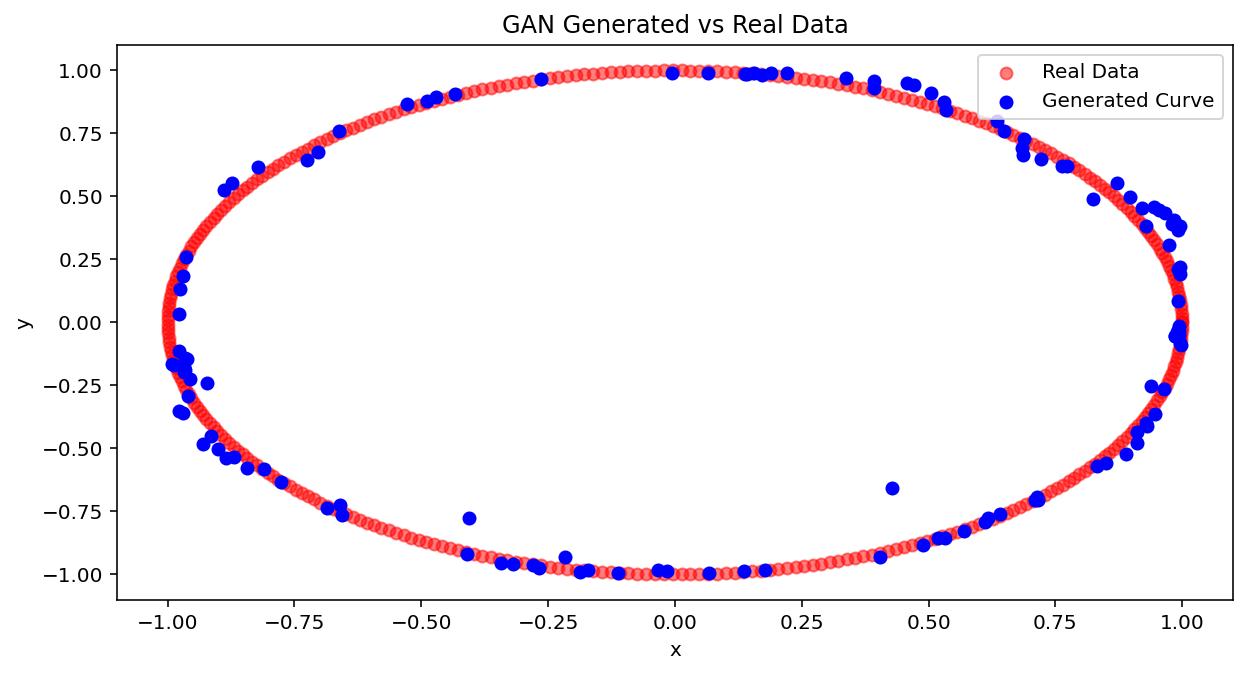 GAN Generated vs Real Data
Real Data
Generated Curve
1.00
0.75
0.50
0.25
0.00
−0.25
−0.50
−0.75
−1.00
y
−1.00 −0.75 −0.50 −0.25 0.00 0.25 0.50 0.75 1.00
x